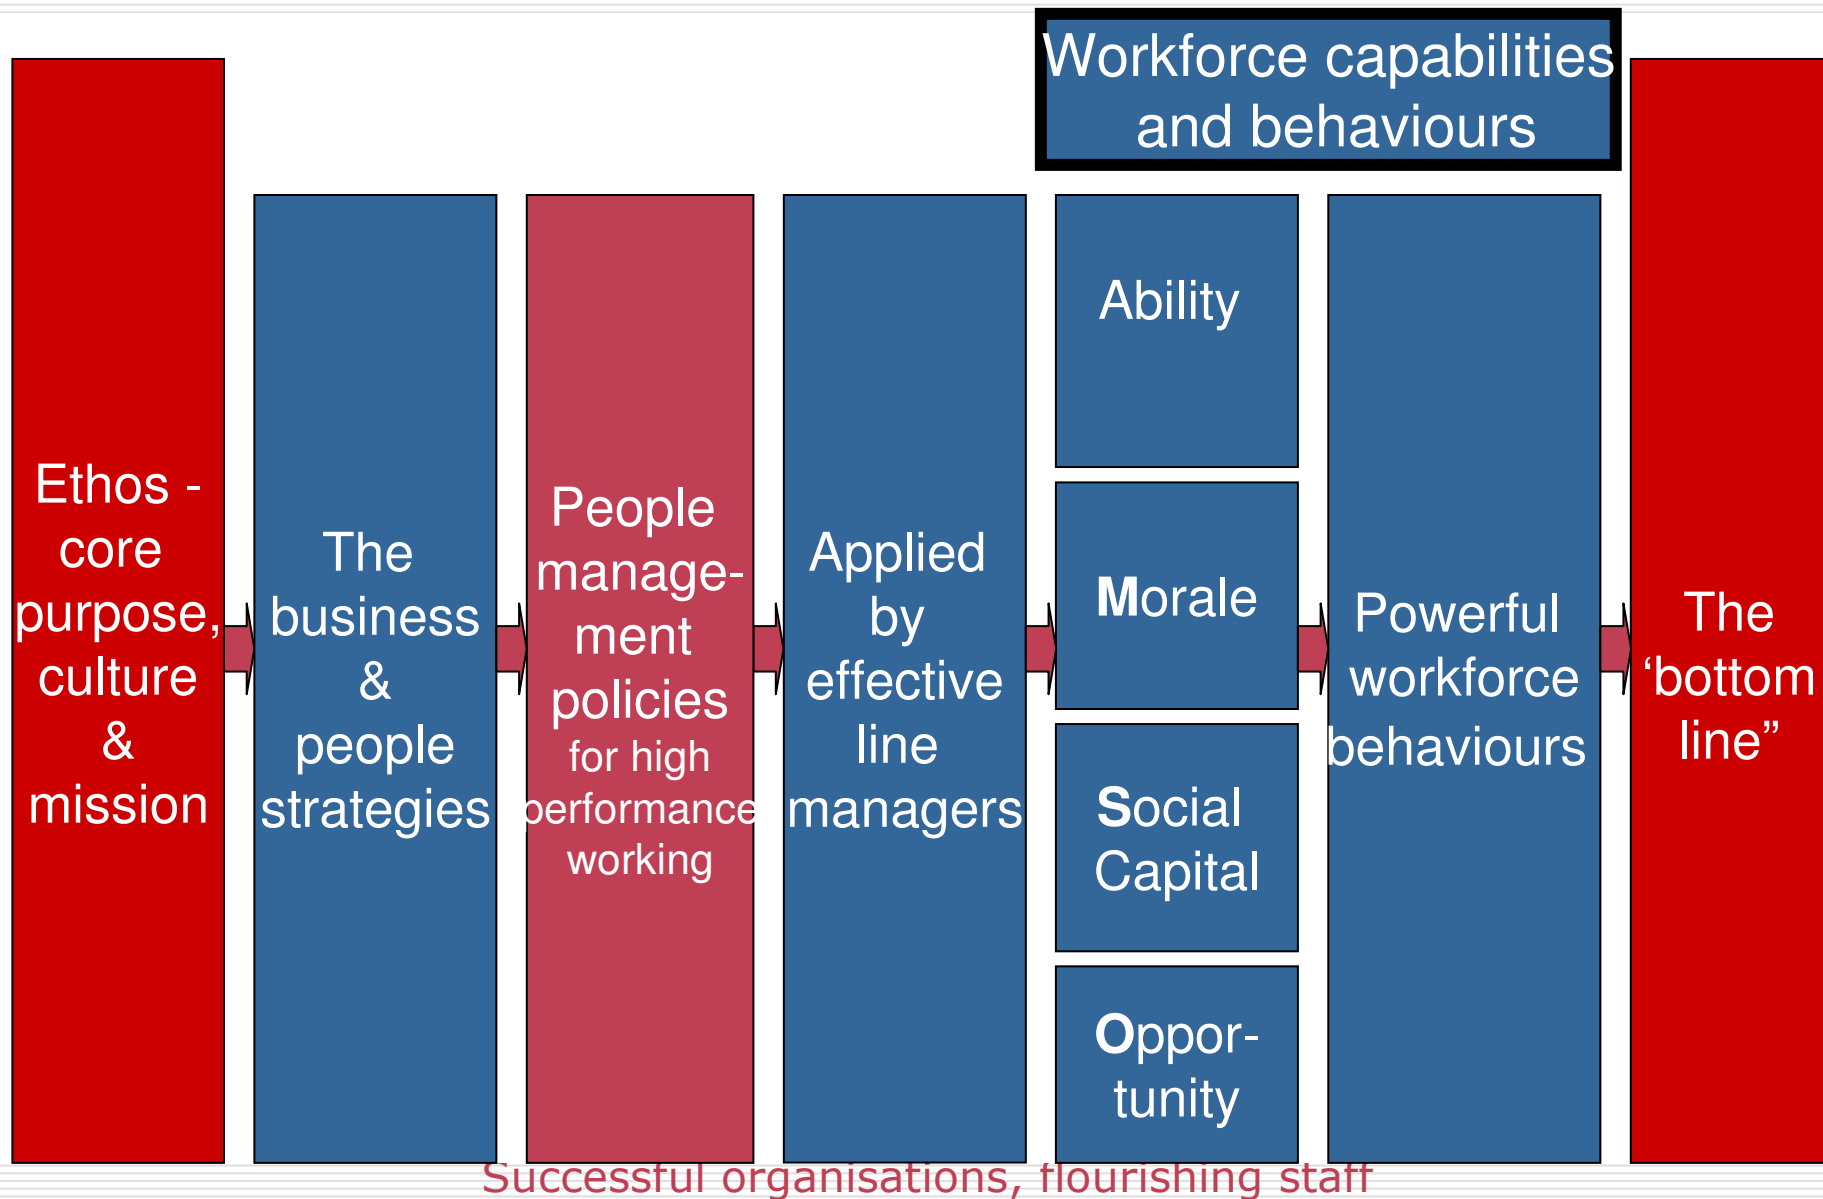 Workforce capabilities
and behaviours
Ethos -
core
purpose,
culture
&
mission
The
business
&
people
strategies
People
manage-
ment
policies
for high
performance
working
Applied
by
effective
line
managers
Ability
Morale
Social
Capital
Oppor-
tunity
Powerful
workforce
behaviours
The
‘bottom
line”
Successful organisations, flourishing staff